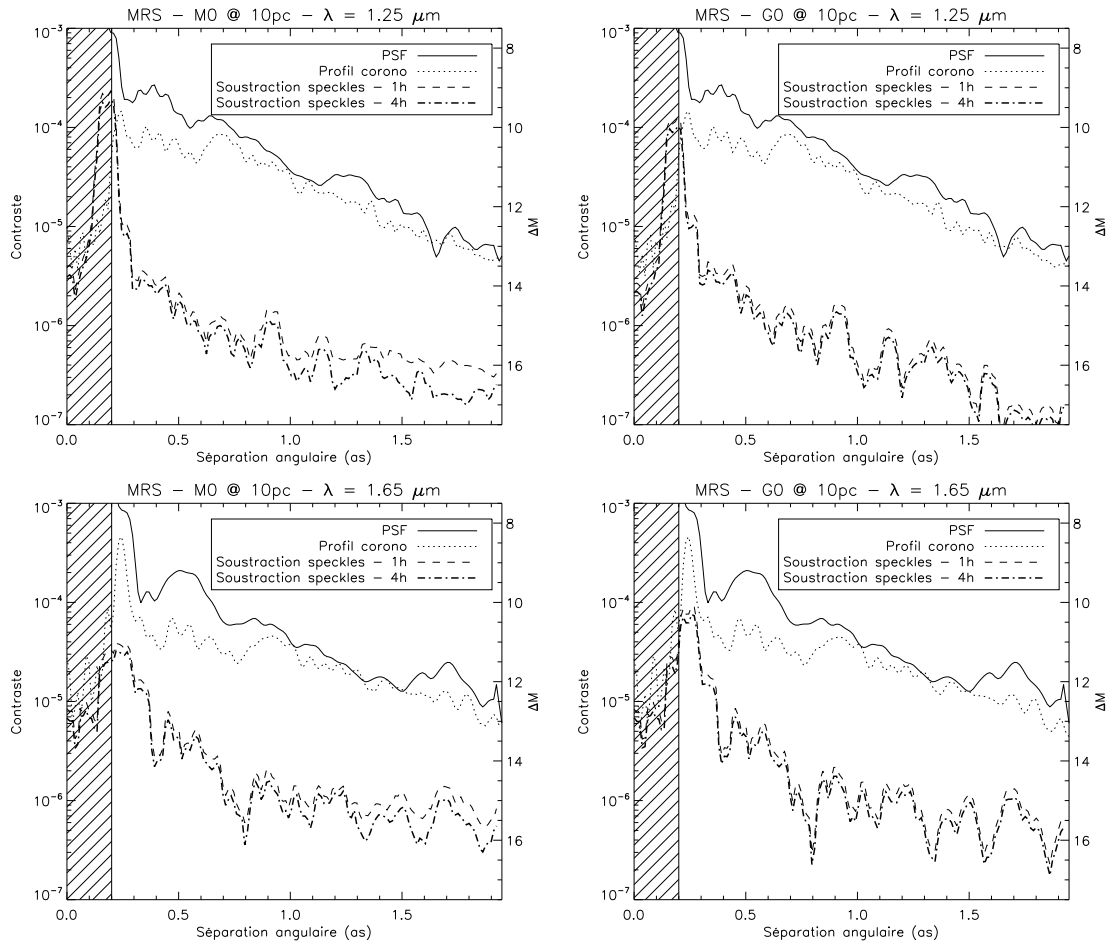 MRS - M0 @ 10pc - λ = 1.25 μm
PSF
Profil corono
Soustraction speckles - 1h
Soustraction speckles - 4h
10⁻³
10⁻⁴
10⁻⁵
10⁻⁶
10⁻⁷
Contraste
8
10
12
14
16
ΔM
0.0 0.5 1.0 1.5
Séparation angulaire (as)
MRS - G0 @ 10pc - λ = 1.25 μm
PSF
Profil corono
Soustraction speckles - 1h
Soustraction speckles - 4h
10⁻³
10⁻⁴
10⁻⁵
10⁻⁶
10⁻⁷
Contraste
8
10
12
14
16
ΔM
0.0 0.5 1.0 1.5
Séparation angulaire (as)
MRS - M0 @ 10pc - λ = 1.65 μm
PSF
Profil corono
Soustraction speckles - 1h
Soustraction speckles - 4h
10⁻³
10⁻⁴
10⁻⁵
10⁻⁶
10⁻⁷
Contraste
8
10
12
14
16
ΔM
0.0 0.5 1.0 1.5
Séparation angulaire (as)
MRS - G0 @ 10pc - λ = 1.65 μm
PSF
Profil corono
Soustraction speckles - 1h
Soustraction speckles - 4h
10⁻³
10⁻⁴
10⁻⁵
10⁻⁶
10⁻⁷
Contraste
8
10
12
14
16
ΔM
0.0 0.5 1.0 1.5
Séparation angulaire (as)